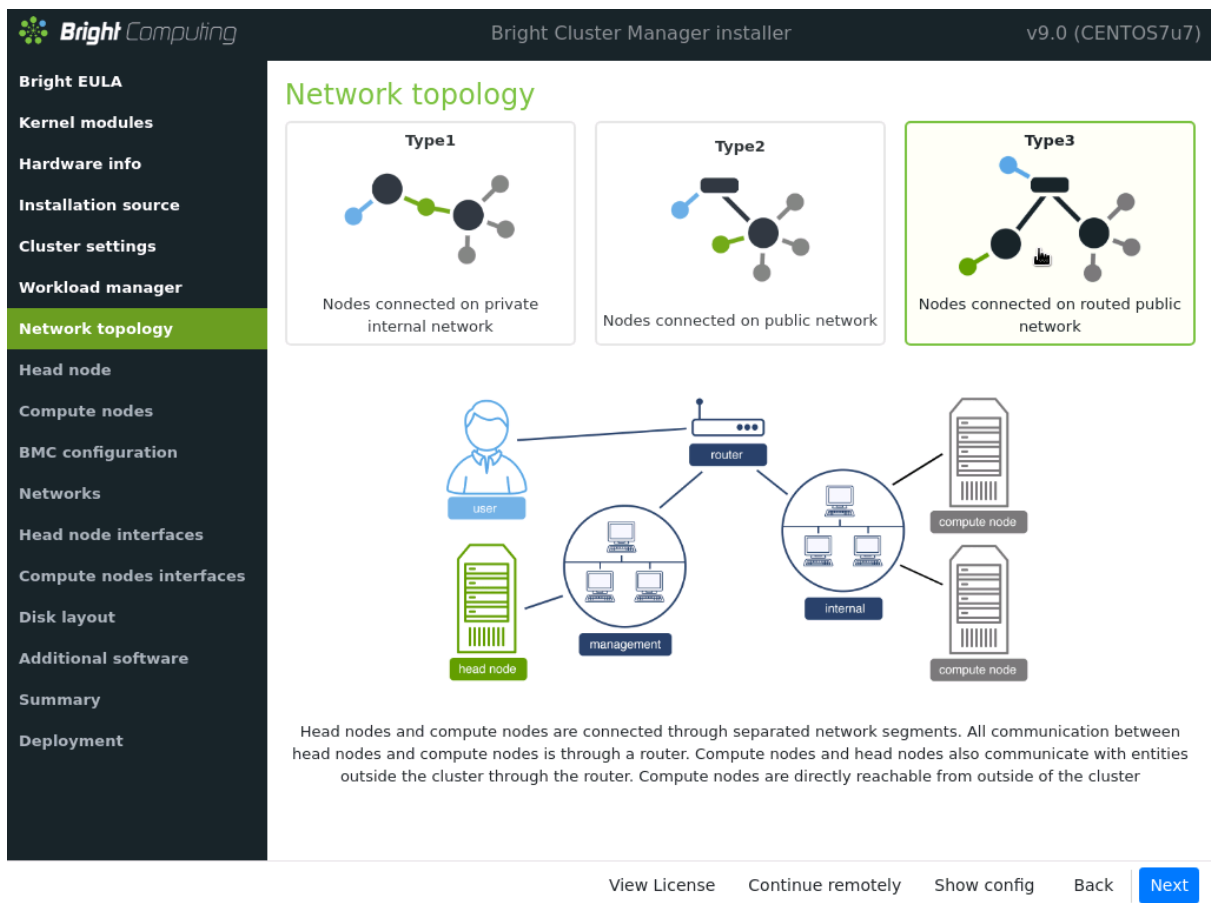 Bright Computing
Bright Cluster Manager installer
v9.0 (CENTOS7u7)
Bright EULA
Kernel modules
Hardware info
Installation source
Cluster settings
Workload manager
Network topology
Head node
Compute nodes
BMC configuration
Networks
Head node interfaces
Compute nodes interfaces
Disk layout
Additional software
Summary
Deployment
Network topology
Type1
Nodes connected on private
internal network
Type2
Nodes connected on public network
Type3
Nodes connected on routed public
network
user
router
compute node
head node
management
internal
compute node
Head nodes and compute nodes are connected through separated network segments. All communication between
head nodes and compute nodes is through a router. Compute nodes and head nodes also communicate with entities
outside the cluster through the router. Compute nodes are directly reachable from outside of the cluster
View License
Continue remotely
Show config
Back
Next